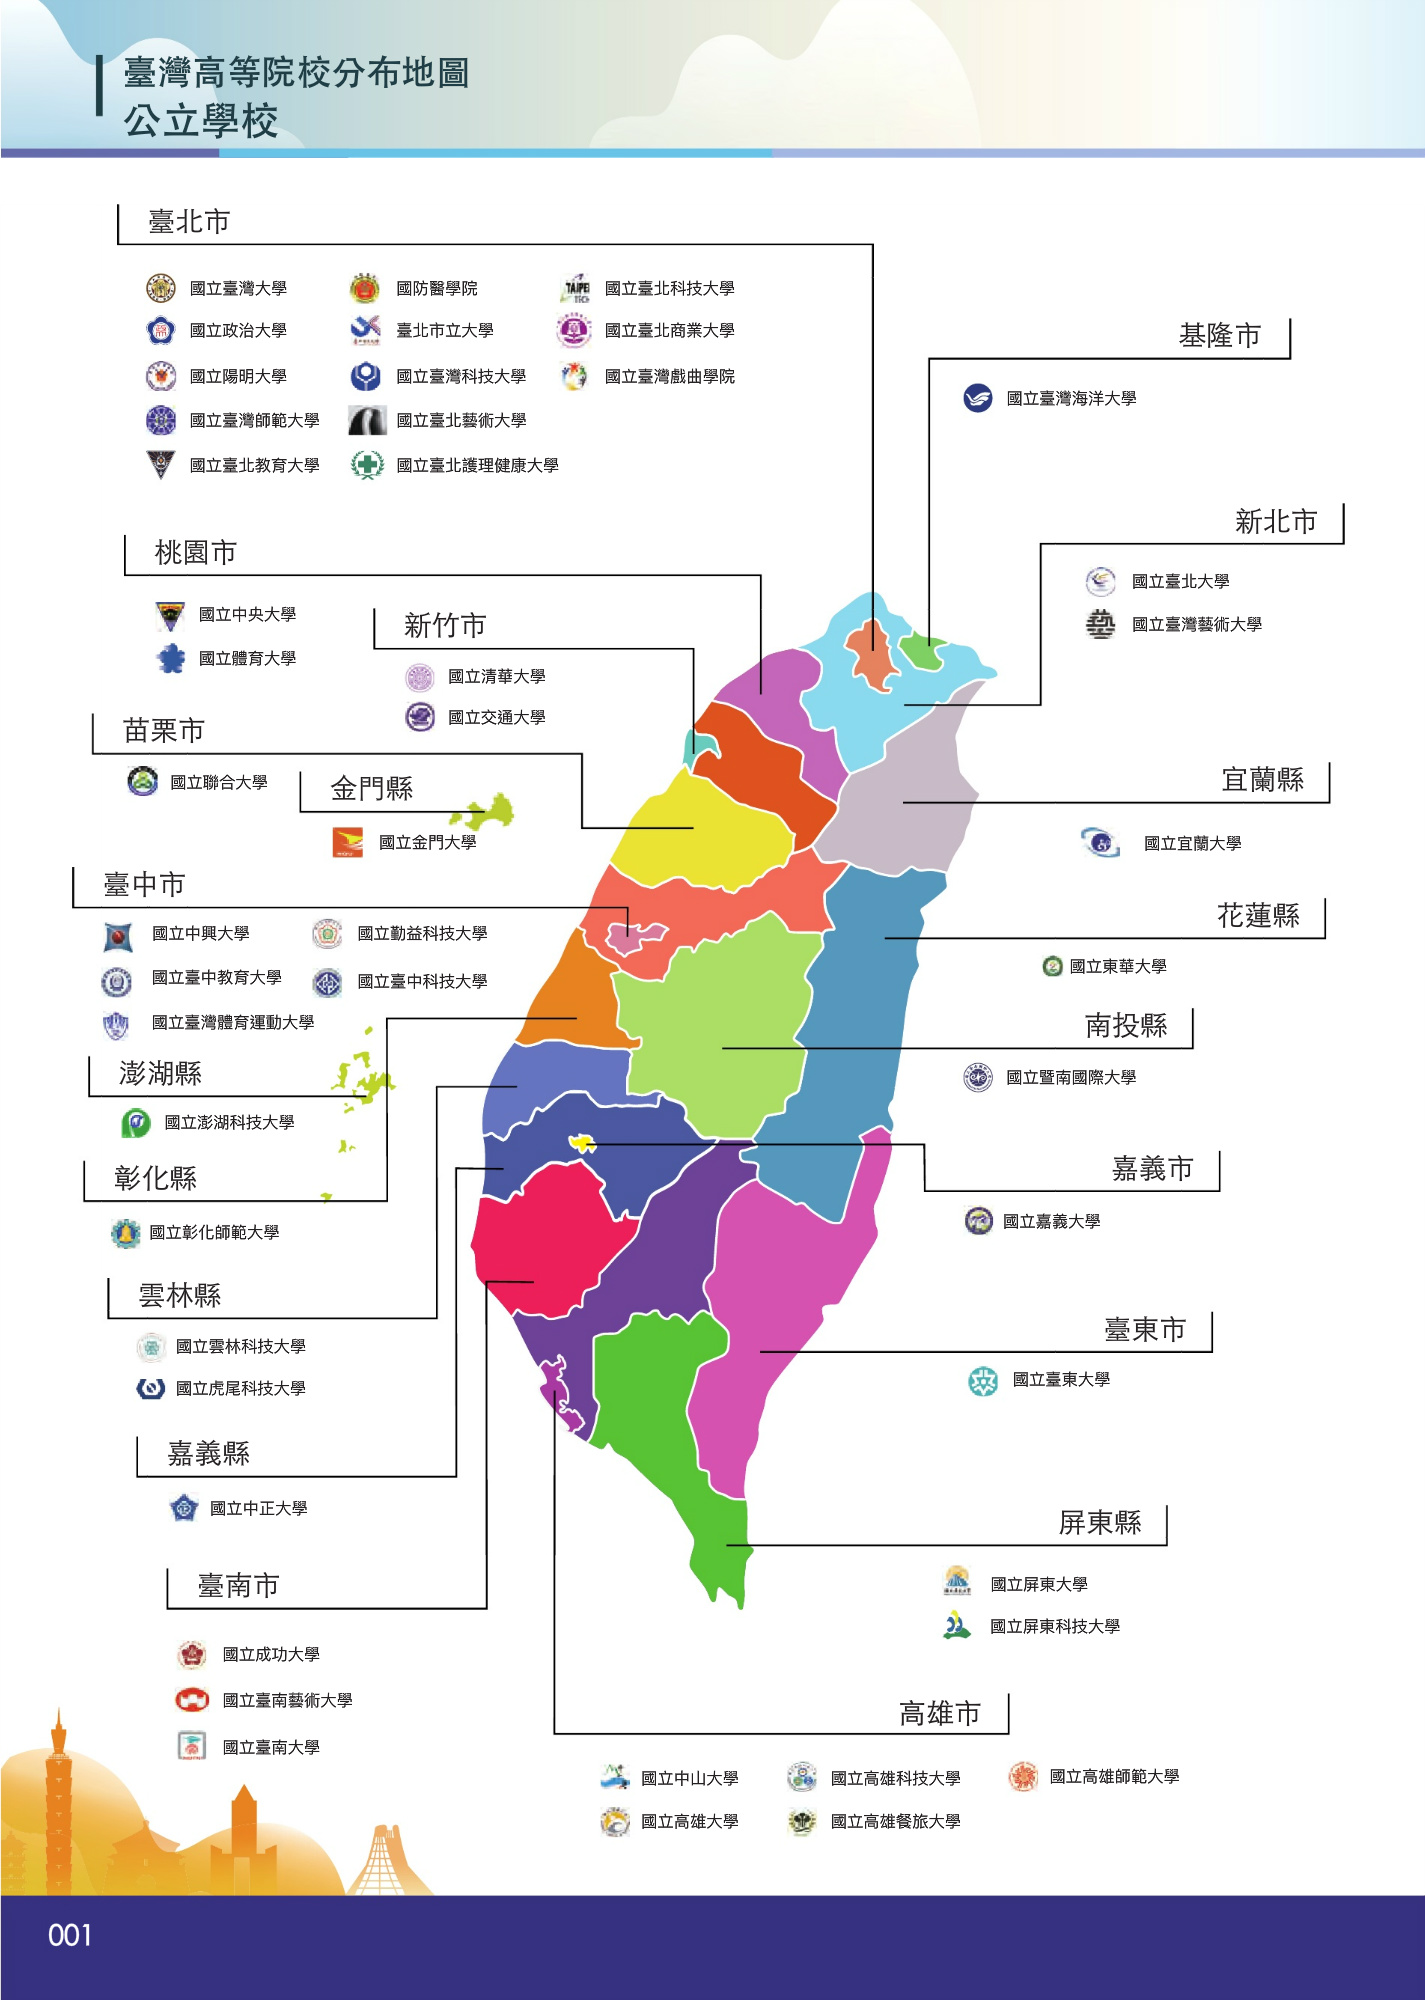 臺灣高等院校分布地圖
公立學校
臺北市
國立臺灣大學
國防醫學院
國立臺北科技大學
國立政治大學
臺北市立大學
國立臺北商業大學
國立陽明大學
國立臺灣科技大學
國立臺灣戲曲學院
國立臺灣師範大學
國立臺北藝術大學
國立臺北教育大學
國立臺北護理健康大學
TAIPEI
TECH
基隆市
國立臺灣海洋大學
新北市
國立臺北大學
國立臺灣藝術大學
桃園市
國立中央大學
國立體育大學
新竹市
國立清華大學
國立交通大學
苗栗市
國立聯合大學
金門縣
國立金門大學
宜蘭縣
國立宜蘭大學
臺中市
國立中興大學
國立勤益科技大學
國立臺中教育大學
國立臺中科技大學
國立臺灣體育運動大學
花蓮縣
國立東華大學
南投縣
國立暨南國際大學
澎湖縣
國立澎湖科技大學
彰化縣
國立彰化師範大學
嘉義市
國立嘉義大學
雲林縣
國立雲林科技大學
國立虎尾科技大學
臺東市
國立臺東大學
嘉義縣
國立中正大學
屏東縣
國立屏東大學
國立屏東科技大學
臺南市
國立成功大學
國立臺南藝術大學
國立臺南大學
高雄市
國立中山大學
國立高雄科技大學
國立高雄師範大學
國立高雄大學
國立高雄餐旅大學
001